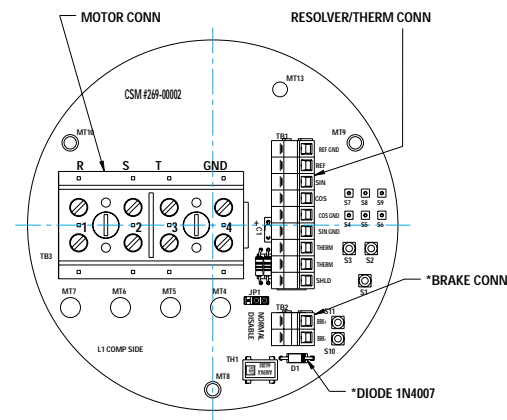 MOTOR CONN
RESOLVER/THERM CONN
MT13
CSM #269-00002
MT10
TB1
MT9
R S T GND
REF GND
REF
SIN
COS
COS GND
SIN GND
THERM
THERM
SHLD
S7 S8 S9
S4 S5 S6
S3 S2
S1
+ C1
1 2 3 4
TB3
MT7 MT6 MT5 MT4
JP1
NORMAL
DISABLE
TB2
*BRAKE CONN
S11
BRK+
BRK-
S10
L1 COMP SIDE
TH1
D1
MT8
*DIODE 1N4007